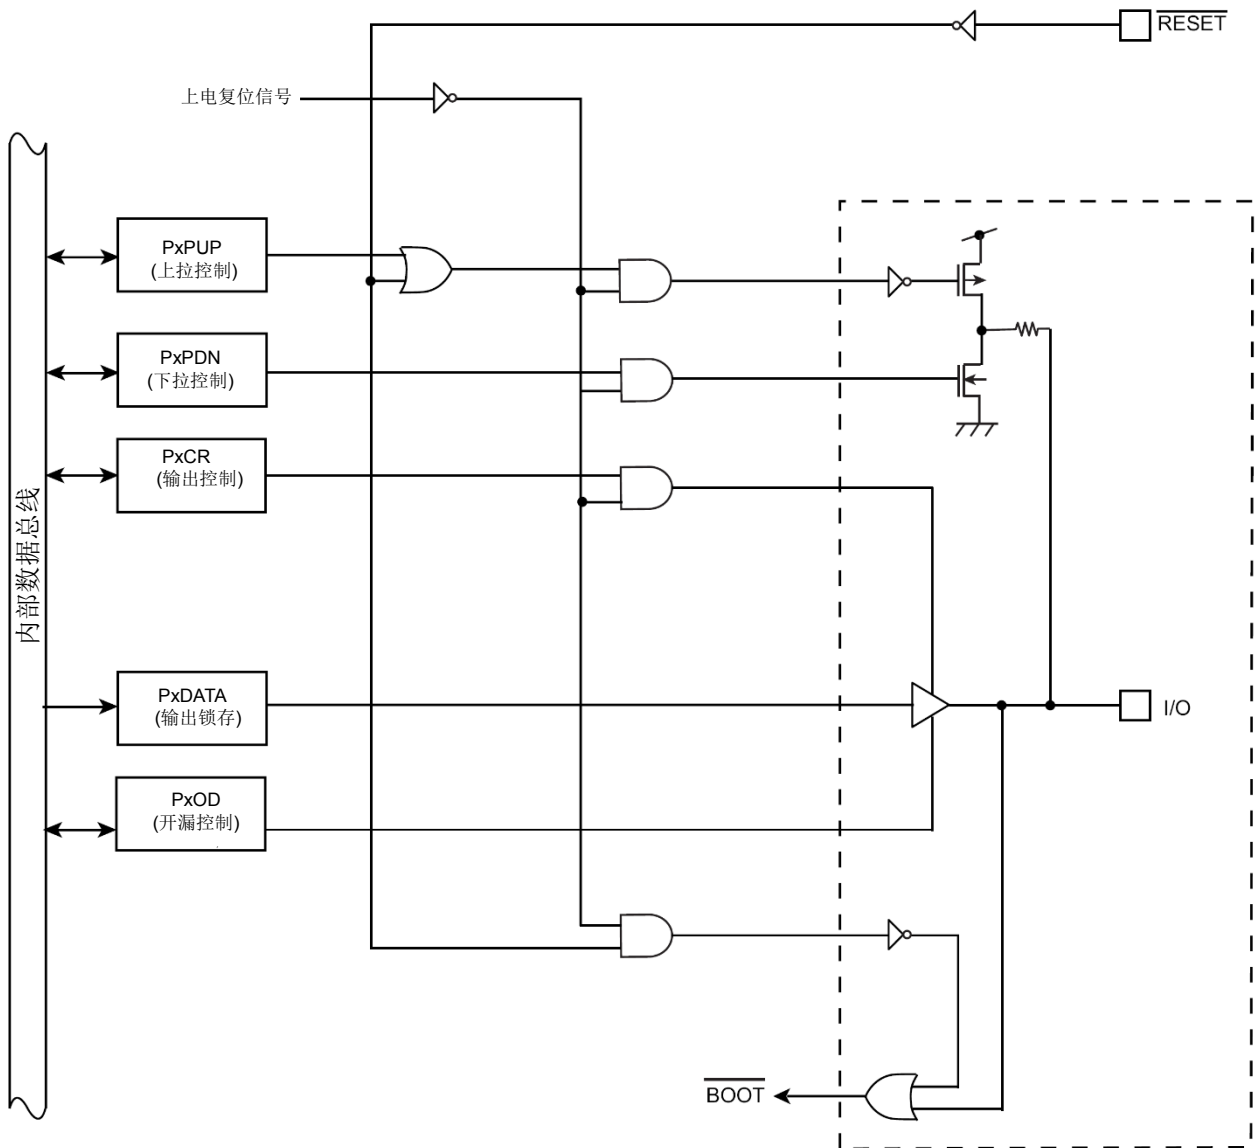 RESET
上电复位信号
PxPUP
(上拉控制)
PxPDN
(下拉控制)
PxCR
(输出控制)
内部数据总线
PxDATA
(输出锁存)
I/O
PxOD
(开漏控制)
BOOT